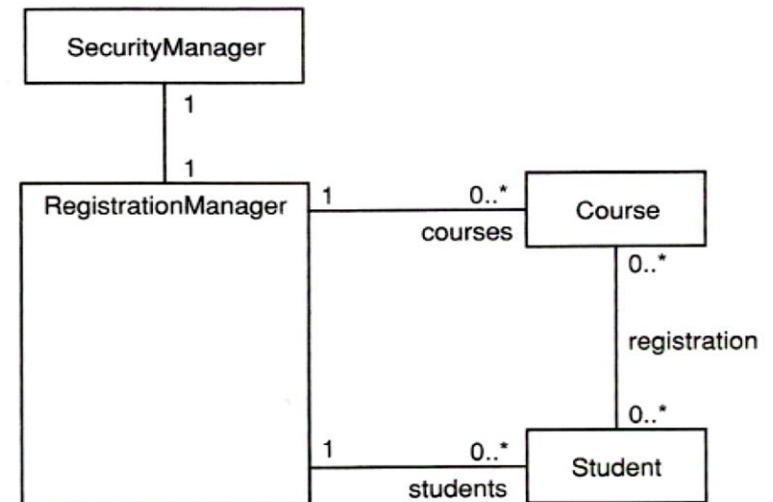 SecurityManager
1
1
RegistrationManager
1
0..*
Course
courses
0..*
registration
0..*
1
0..*
Student
students